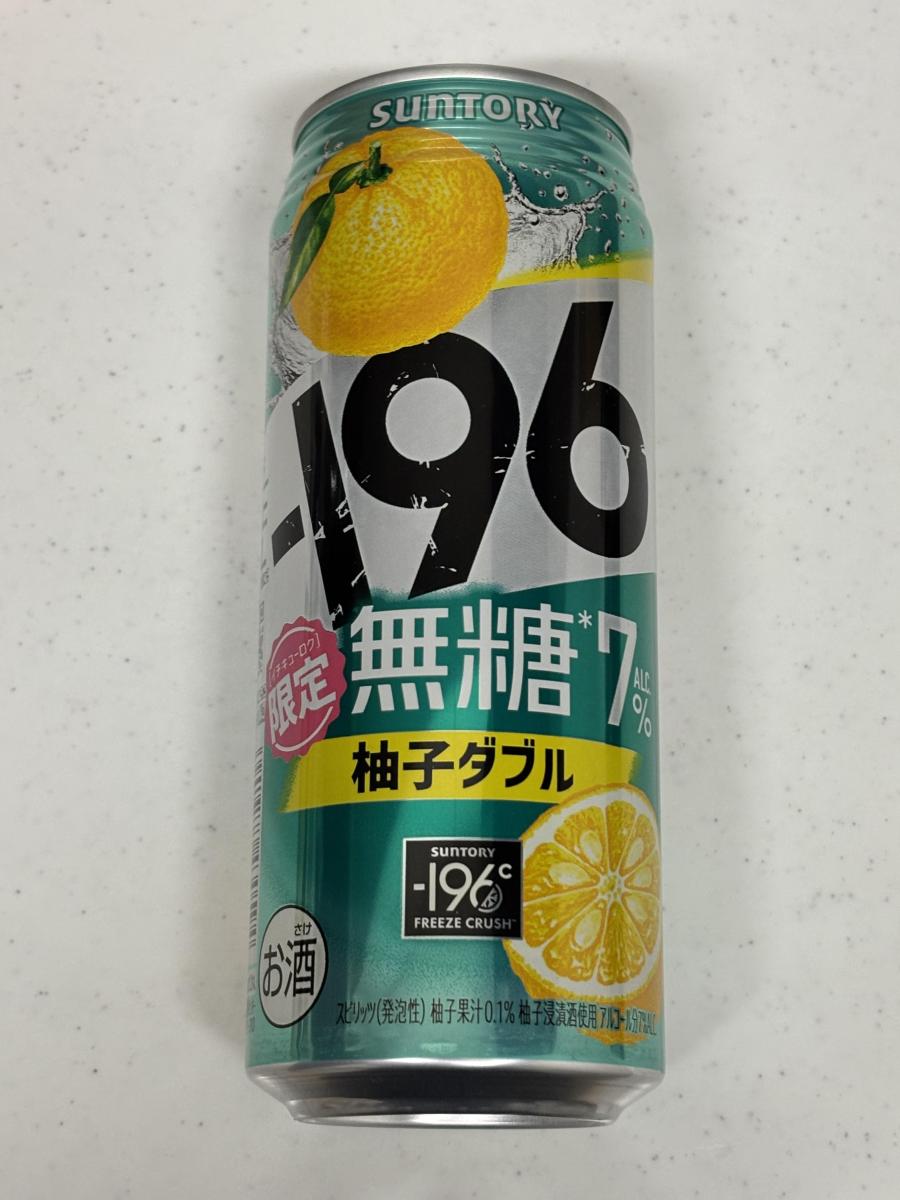 SUNTORY
-196
[イチキューロク]
限定
無糖*7
ALC.
%
柚子ダブル
SUNTORY
-196℃
FREEZE CRUSH™
さけ
お酒
スピリッツ(発泡性) 柚子果汁0.1% 柚子浸漬酒使用 アルコール分7%